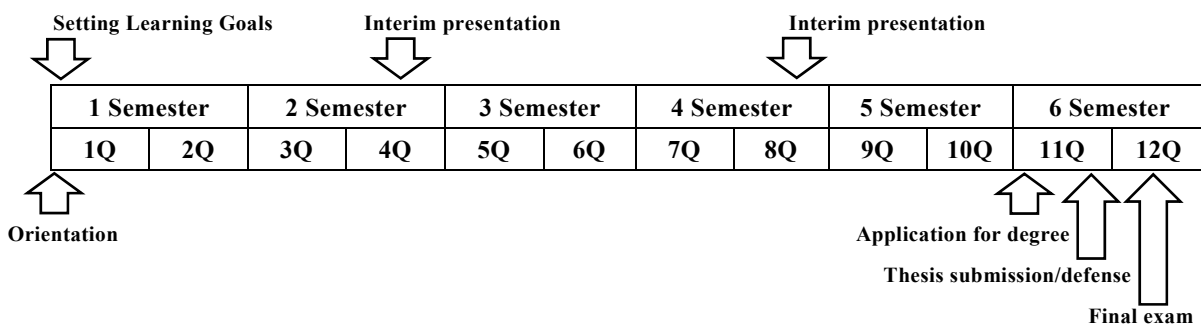 Setting Learning Goals Interim presentation Interim presentation
1 Semester 2 Semester 3 Semester 4 Semester 5 Semester 6 Semester
1Q 2Q 3Q 4Q 5Q 6Q 7Q 8Q 9Q 10Q 11Q 12Q
Orientation Application for degree
Thesis submission/defense
Final exam